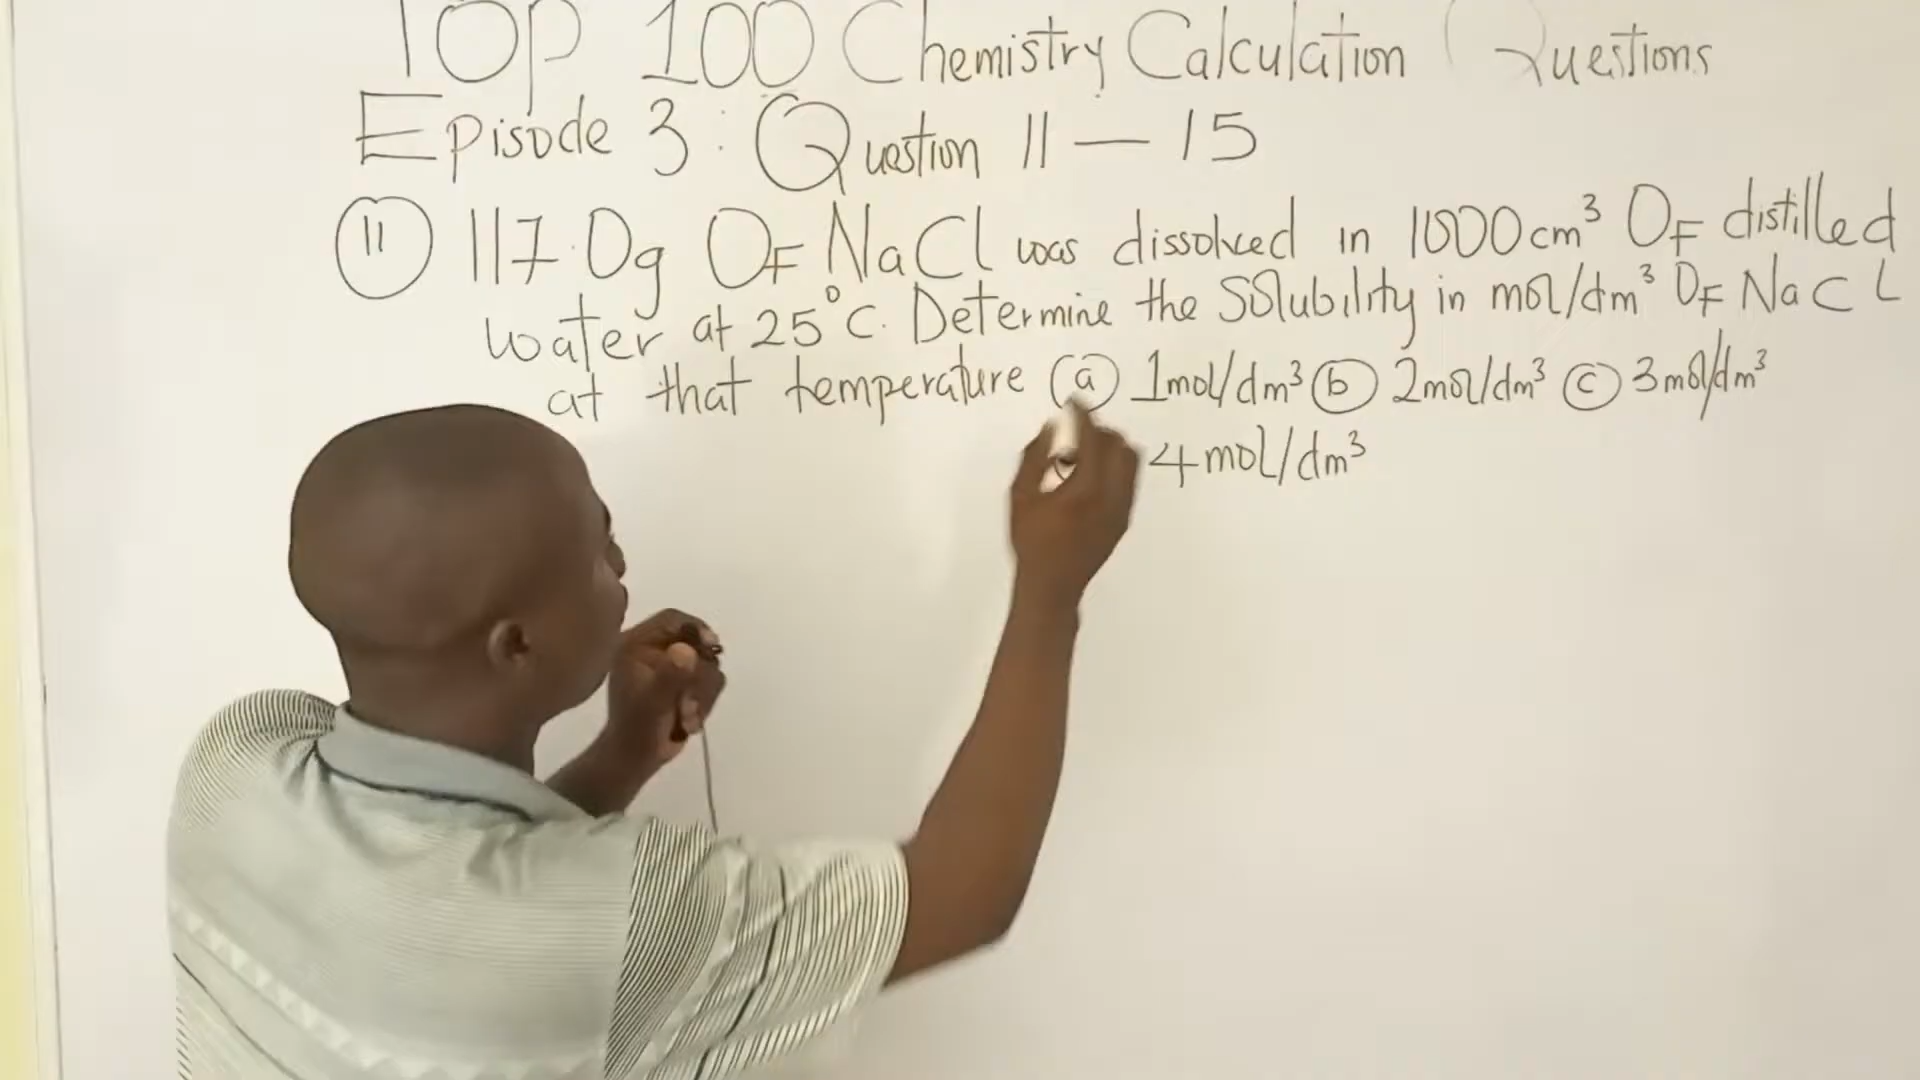 TOP 100 Chemistry Calculation Questions
Episode 3: Question 11 — 15
11 117.0g OF NaCl was dissolved in 1000cm³ OF distilled
water at 25°C. Determine the Solubility in mol/dm³ OF NaCl
at that temperature (a) 1mol/dm³ (b) 2mol/dm³ (c) 3mol/dm³
4mol/dm³